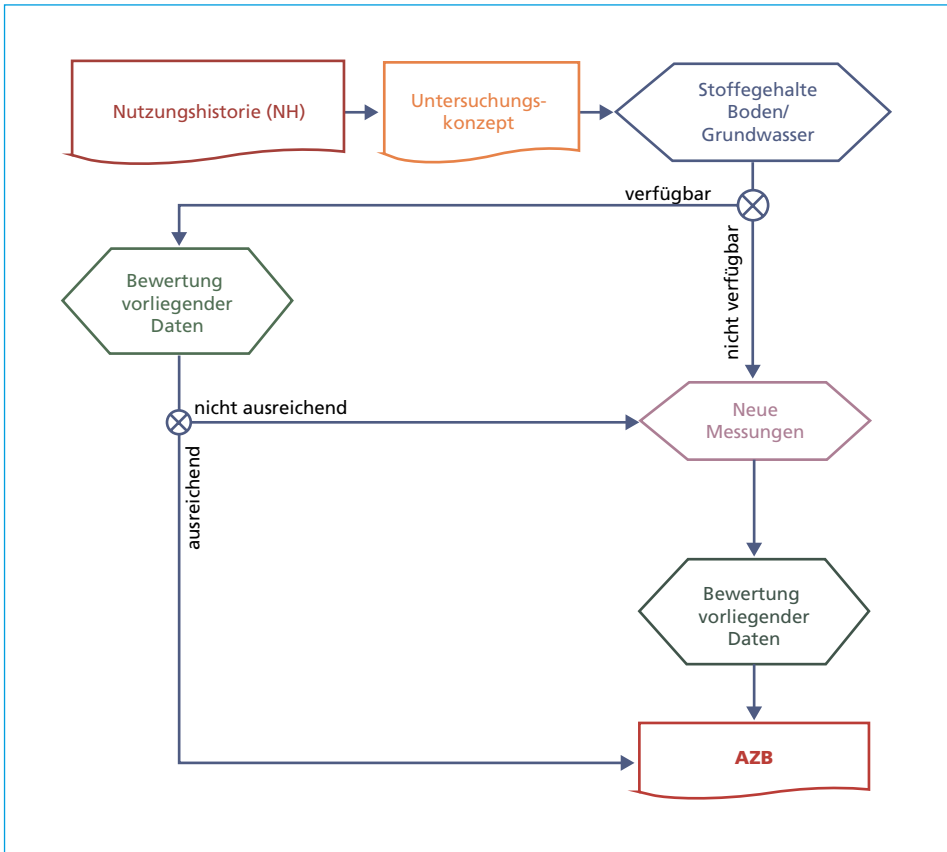 Nutzungshistorie (NH)
Untersuchungs-
konzept
Stoffegehalte
Boden/
Grundwasser
verfügbar
nicht verfügbar
Bewertung
vorliegender
Daten
nicht ausreichend
ausreichend
Neue
Messungen
Bewertung
vorliegender
Daten
AZB